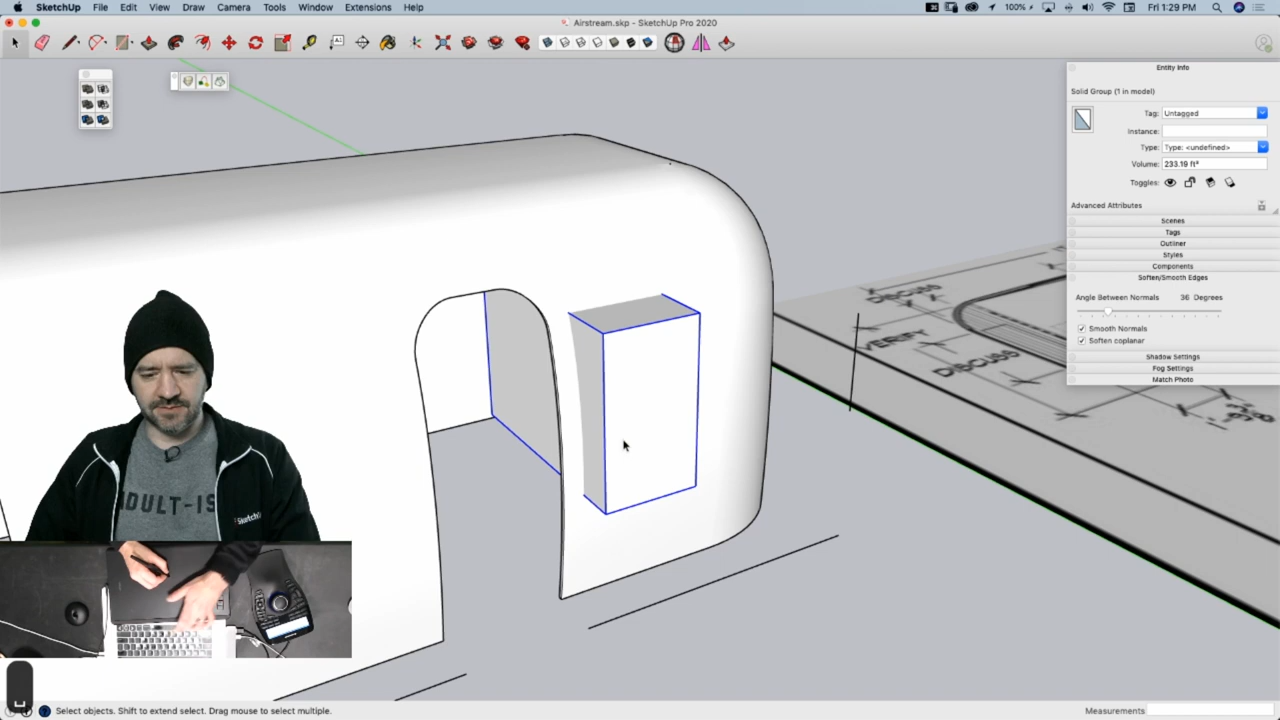 SketchUp File Edit View Draw Camera Tools Window Extensions Help
100% Fri 1:29 PM
Airstream.skp - SketchUp Pro 2020
Entity Info
Solid Group (1 in model)
Tag: Untagged
Instance:
Type: Type: <undefined>
Volume: 233.19 ft³
Toggles:
Advanced Attributes
Scenes
Tags
Outliner
Styles
Components
Soften/Smooth Edges
Angle Between Normals 36 Degrees
Smooth Normals
Soften coplanar
Shadow Settings
Fog Settings
Match Photo
DISCUSS
VERIFY
DISCUSS
Select objects. Shift to extend select. Drag mouse to select multiple.
Measurements